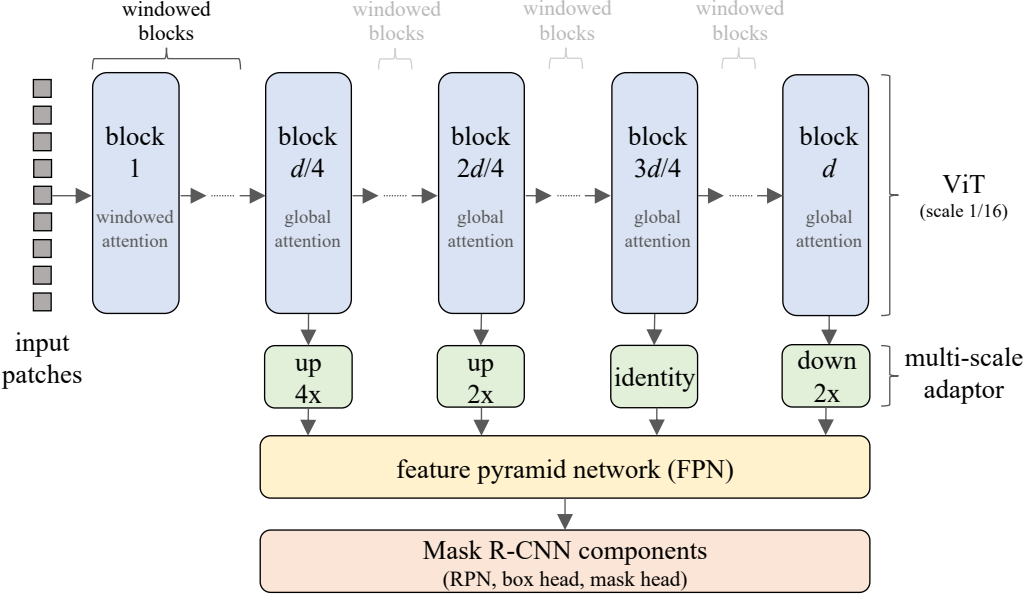 windowed
blocks
windowed
blocks
windowed
blocks
windowed
blocks
block
1
windowed
attention
block
d/4
global
attention
block
2d/4
global
attention
block
3d/4
global
attention
block
d
global
attention
ViT
(scale 1/16)
input
patches
up
4x
up
2x
identity
down
2x
multi-scale
adaptor
feature pyramid network (FPN)
Mask R-CNN components
(RPN, box head, mask head)